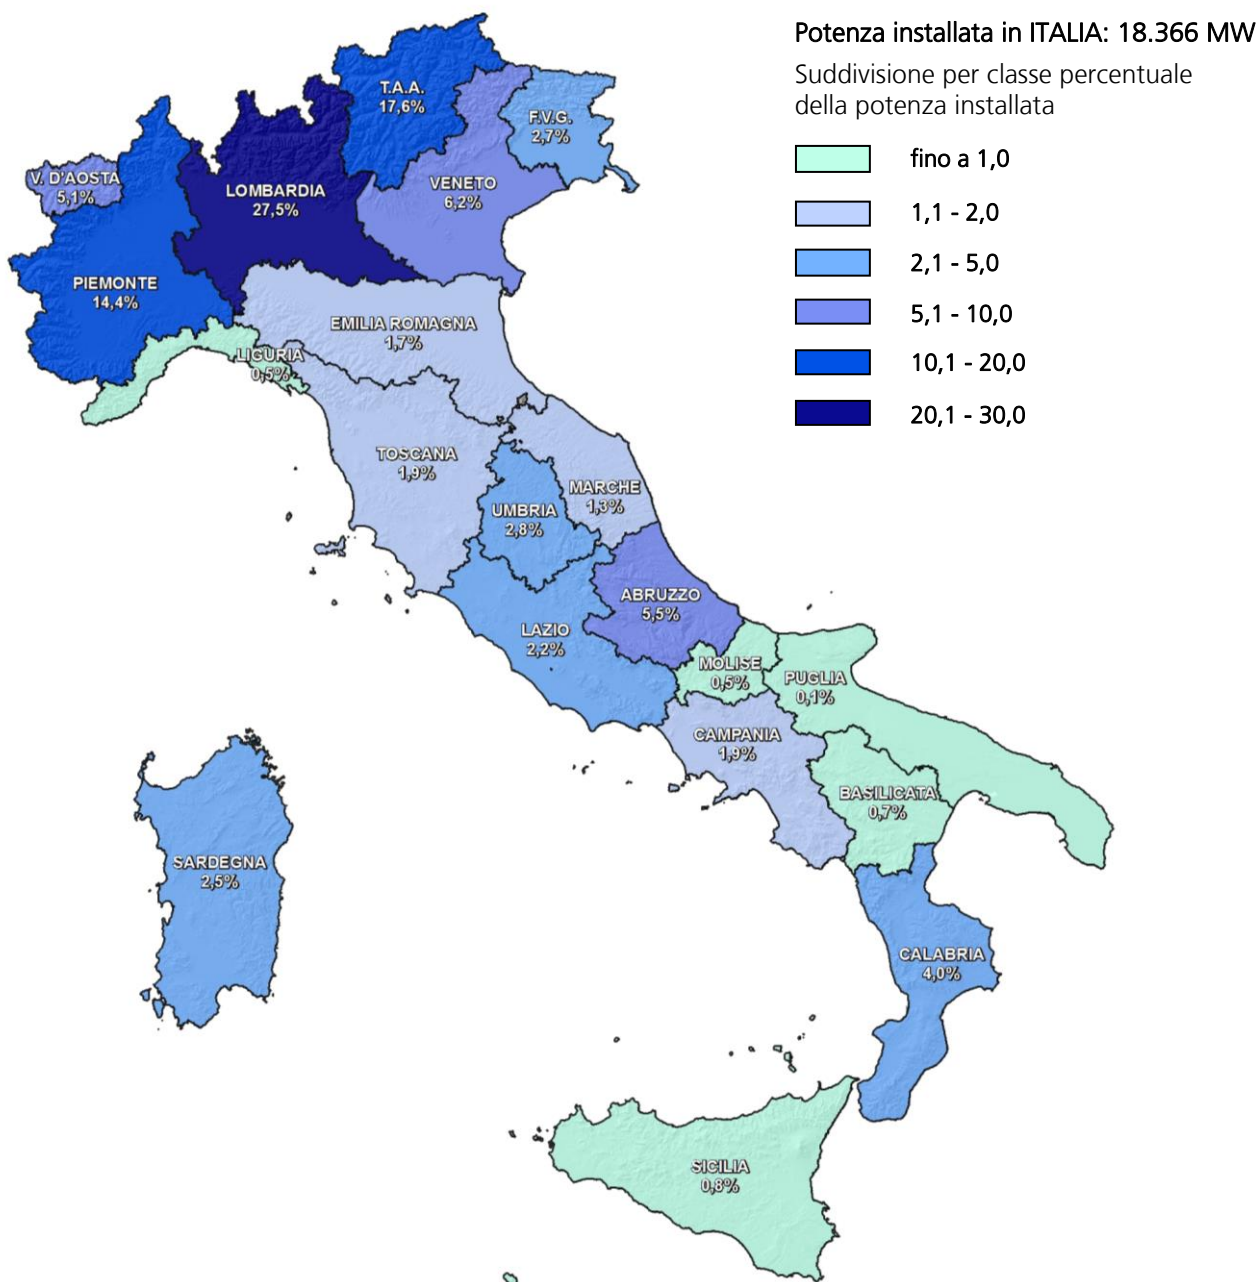 Potenza installata in ITALIA: 18.366 MW
Suddivisione per classe percentuale
della potenza installata
fino a 1,0
1,1 - 2,0
2,1 - 5,0
5,1 - 10,0
10,1 - 20,0
20,1 - 30,0
T.A.A.
17,6%
F.V.G.
2,7%
V. D'AOSTA
5,1%
LOMBARDIA
27,5%
VENETO
6,2%
PIEMONTE
14,4%
EMILIA ROMAGNA
1,7%
LIGURIA
0,5%
TOSCANA
1,9%
MARCHE
1,3%
UMBRIA
2,8%
ABRUZZO
5,5%
LAZIO
2,2%
MOLISE
0,5%
PUGLIA
0,1%
CAMPANIA
1,9%
BASILICATA
0,7%
SARDEGNA
2,5%
CALABRIA
4,0%
SICILIA
0,8%